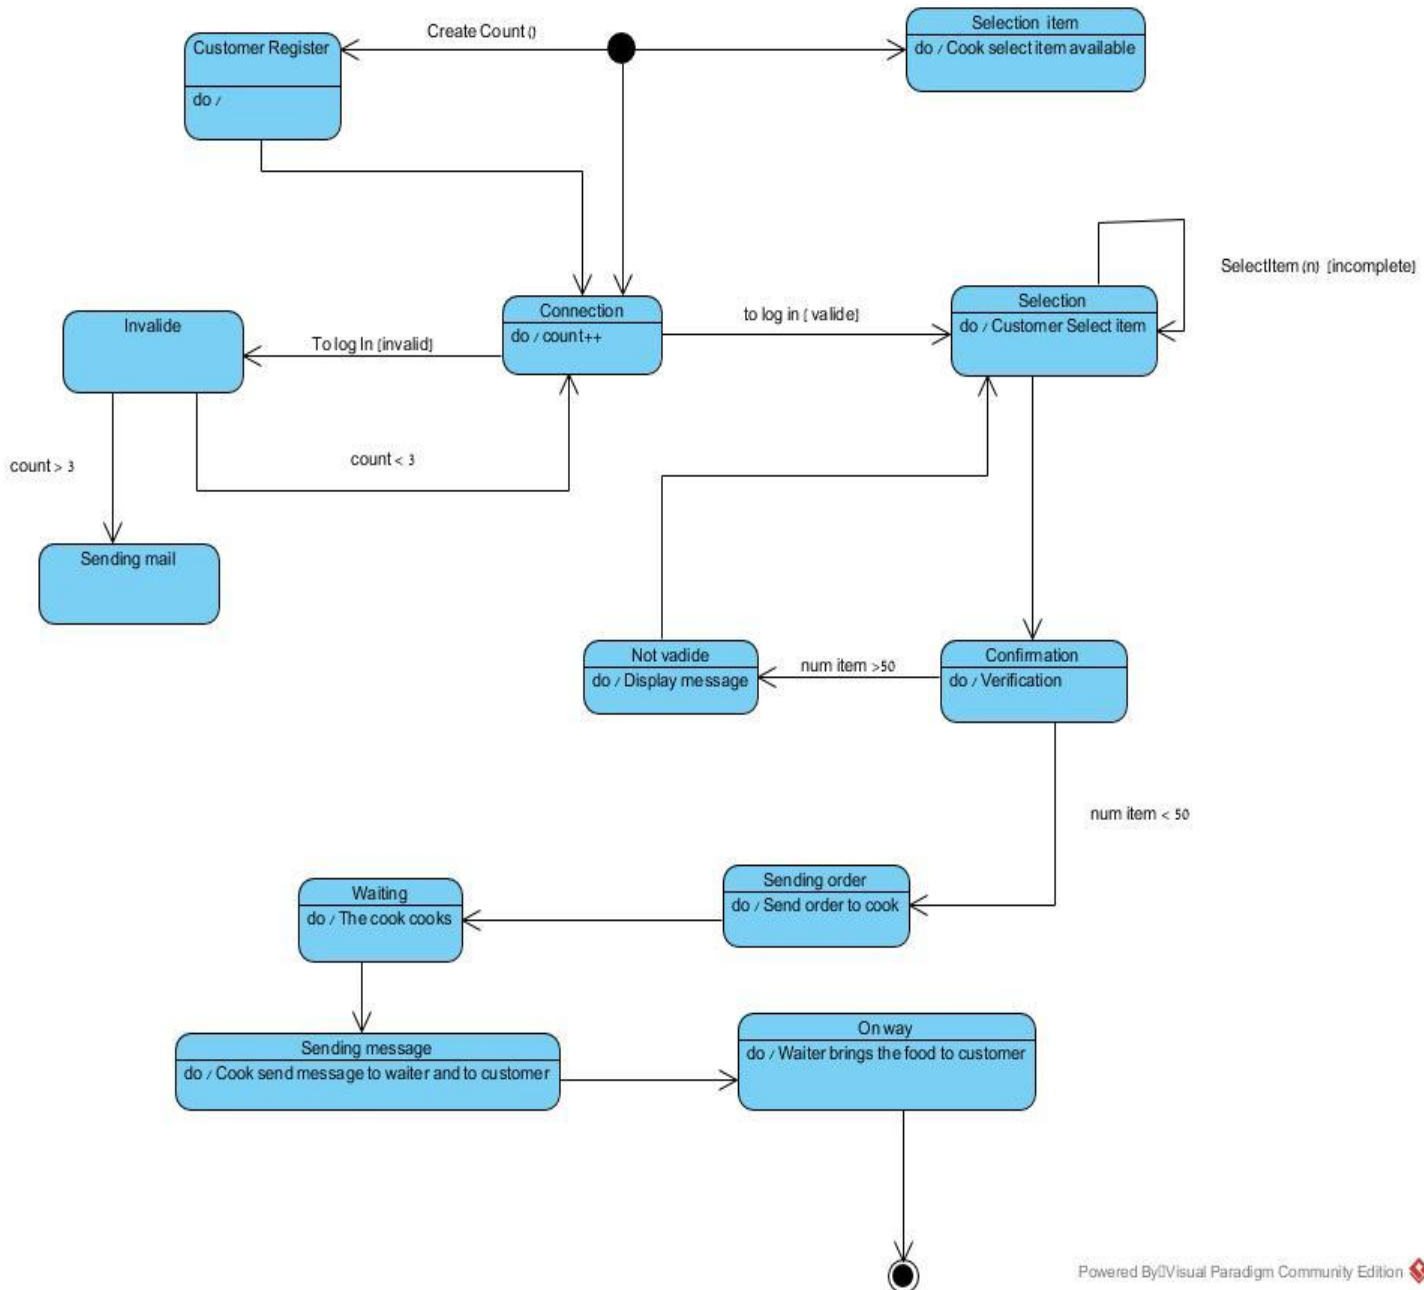 Create Count ()
Selection item
do / Cook select item available
Customer Register
do /
SelectItem (n) [incomplete]
Connection
do / count++
to log in [ valide]
Selection
do / Customer Select item
Invalide
To log In [invalid]
count > 3
count < 3
Sending mail
Not vadide
do / Display message
num item >50
Confirmation
do / Verification
num item < 50
Sending order
do / Send order to cook
Waiting
do / The cook cooks
Sending message
do / Cook send message to waiter and to customer
On way
do / Waiter brings the food to customer
Powered By Visual Paradigm Community Edition